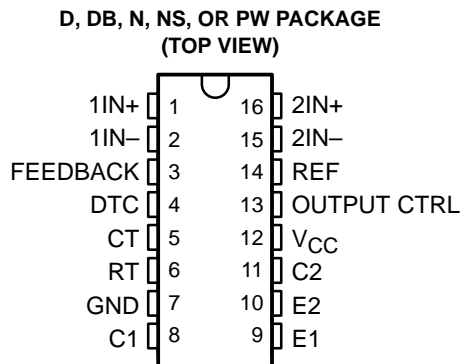 D, DB, N, NS, OR PW PACKAGE
(TOP VIEW)
1IN+ 1 16 2IN+
1IN– 2 15 2IN–
FEEDBACK 3 14 REF
DTC 4 13 OUTPUT CTRL
CT 5 12 VCC
RT 6 11 C2
GND 7 10 E2
C1 8 9 E1